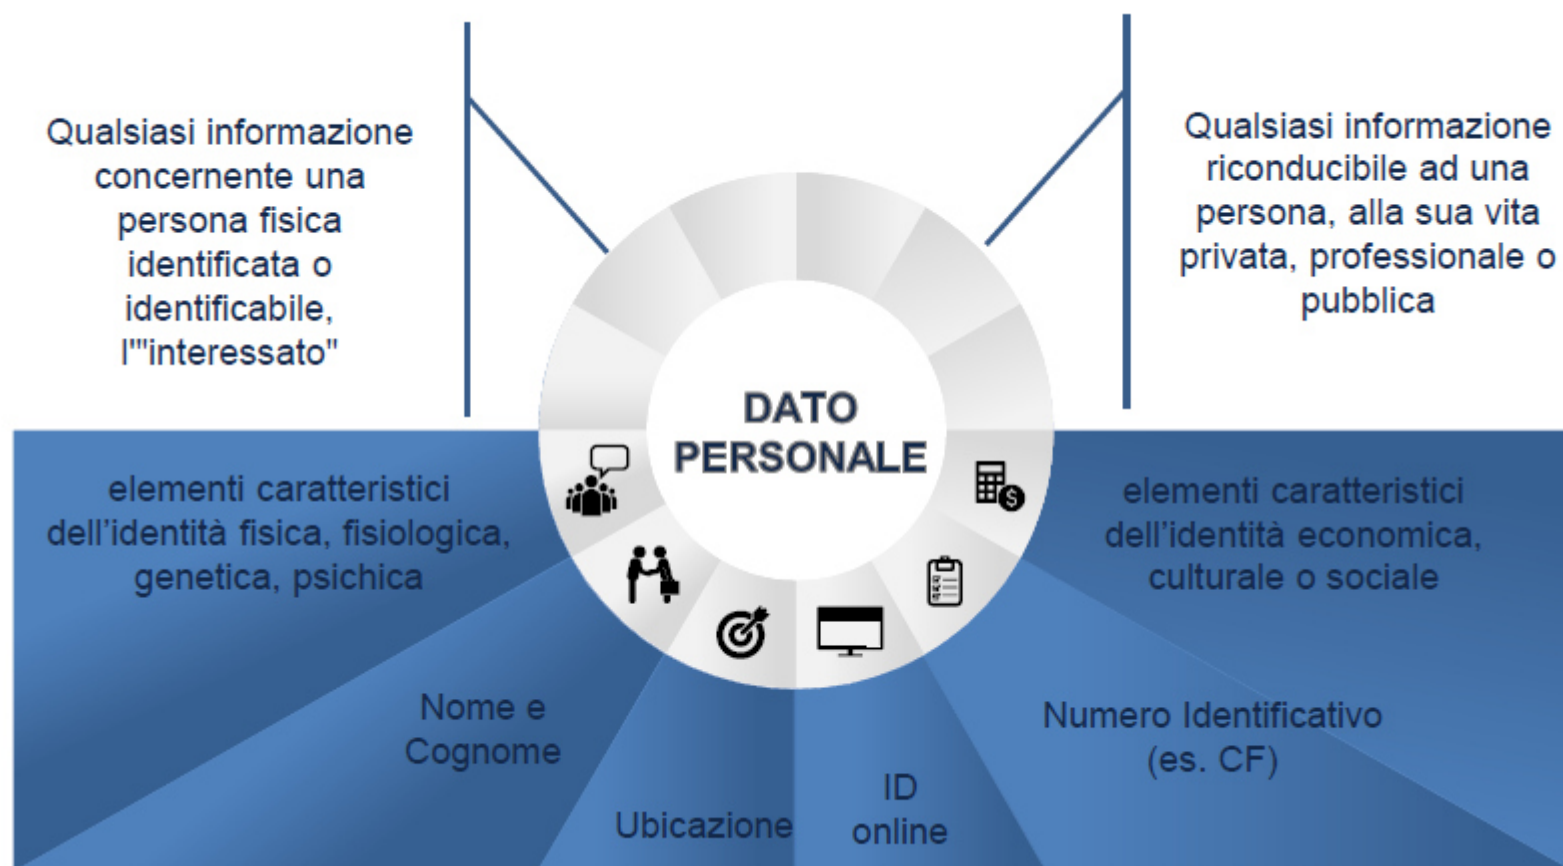 Qualsiasi informazione
concernente una
persona fisica
identificata o
identificabile,
l'"interessato"
Qualsiasi informazione
riconducibile ad una
persona, alla sua vita
privata, professionale o
pubblica
DATO
PERSONALE
elementi caratteristici
dell’identità fisica, fisiologica,
genetica, psichica
Nome e
Cognome
Ubicazione
ID
online
Numero Identificativo
(es. CF)
elementi caratteristici
dell’identità economica,
culturale o sociale